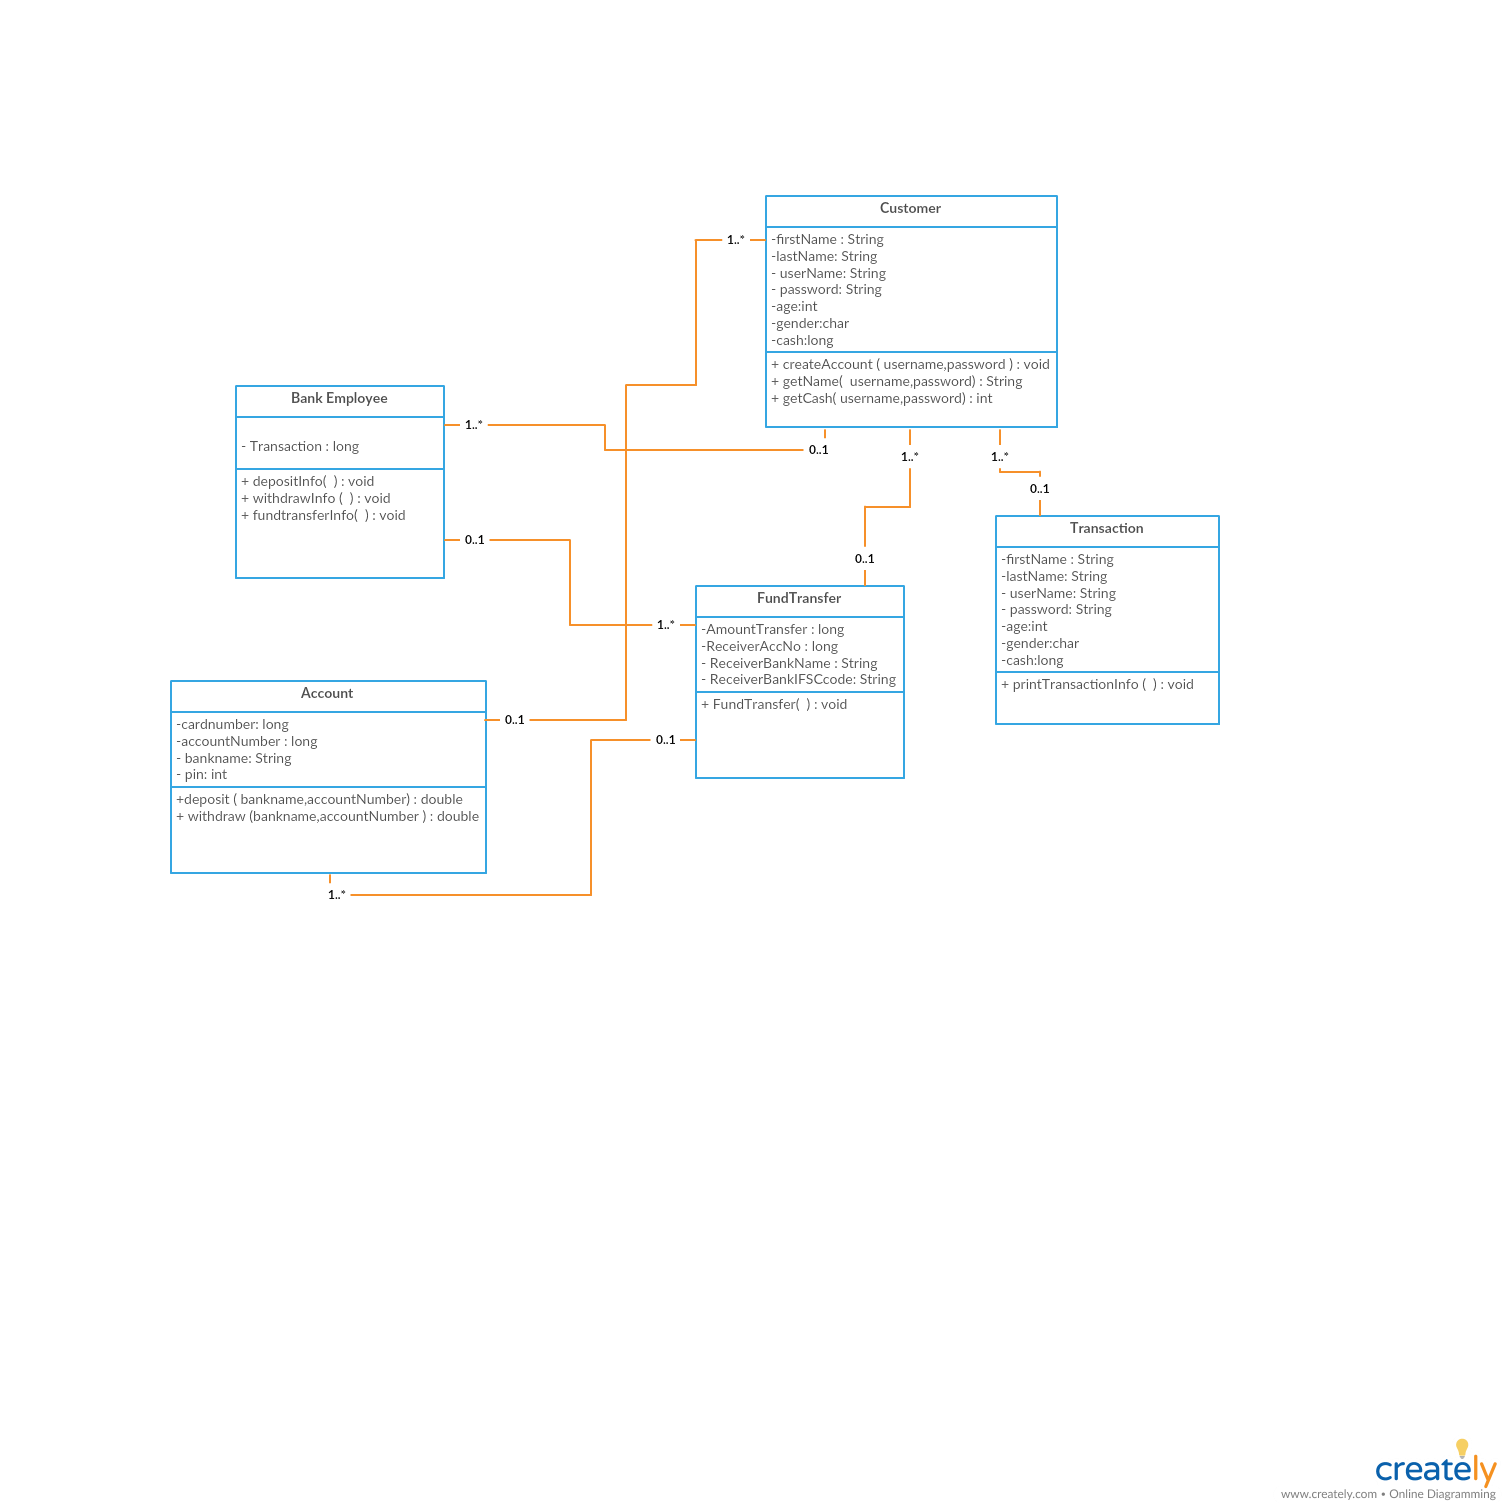 Customer
-firstName : String
-lastName: String
- userName: String
- password: String
-age:int
-gender:char
-cash:long
+ createAccount ( username,password ) : void
+ getName(  username,password) : String
+ getCash( username,password) : int
1..*
Bank Employee
- Transaction : long
+ depositInfo(  ) : void
+ withdrawInfo (  ) : void
+ fundtransferInfo(  ) : void
1..*
0..1
1..*
1..*
0..1
0..1
0..1
1..*
Transaction
-firstName : String
-lastName: String
- userName: String
- password: String
-age:int
-gender:char
-cash:long
+ printTransactionInfo (  ) : void
FundTransfer
-AmountTransfer : long
-ReceiverAccNo : long
- ReceiverBankName : String
- ReceiverBankIFSCcode: String
+ FundTransfer(  ) : void
Account
-cardnumber: long
-accountNumber : long
- bankname: String
- pin: int
+deposit ( bankname,accountNumber) : double
+ withdraw (bankname,accountNumber ) : double
0..1
0..1
1..*
creately
www.creately.com • Online Diagramming